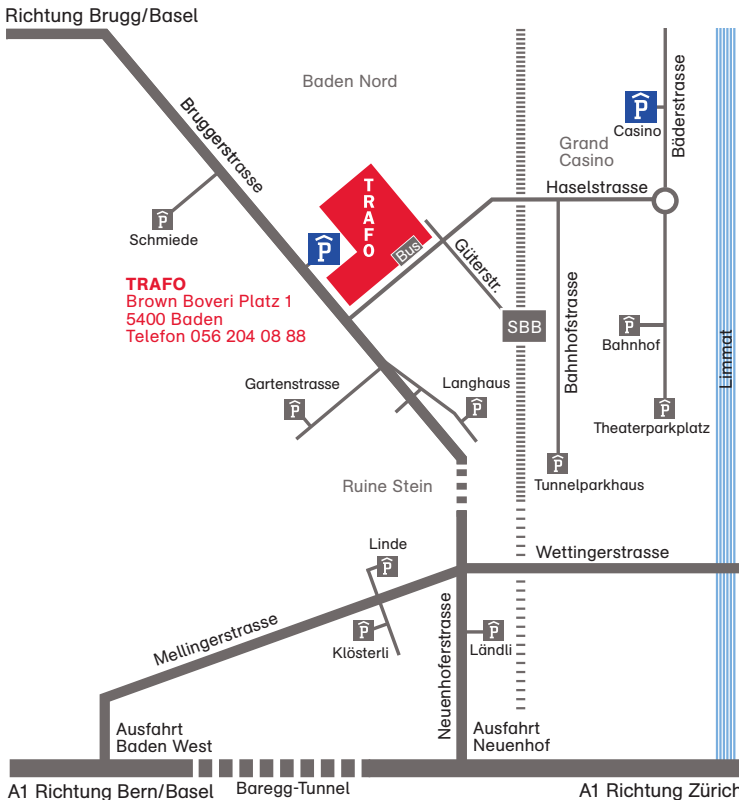 Richtung Brugg/Basel
Baden Nord
Bruggerstrasse
P
Casino
Bäderstrasse
Grand
Casino
Haselstrasse
TRAFO
P
Schmiede
P
Bus
Güterstr.
TRAFO
Brown Boveri Platz 1
5400 Baden
Telefon 056 204 08 88
SBB
Bahnhofstrasse
P
Bahnhof
Limmat
Gartenstrasse
P
Langhaus
P
P
Theaterparkplatz
Ruine Stein
P
Tunnelparkhaus
Linde
P
Wettingerstrasse
Mellingerstrasse
P
Klösterli
Neuenhoferstrasse
P
Ländli
Ausfahrt
Baden West
Ausfahrt
Neuenhof
A1 Richtung Bern/Basel
Baregg-Tunnel
A1 Richtung Zürich